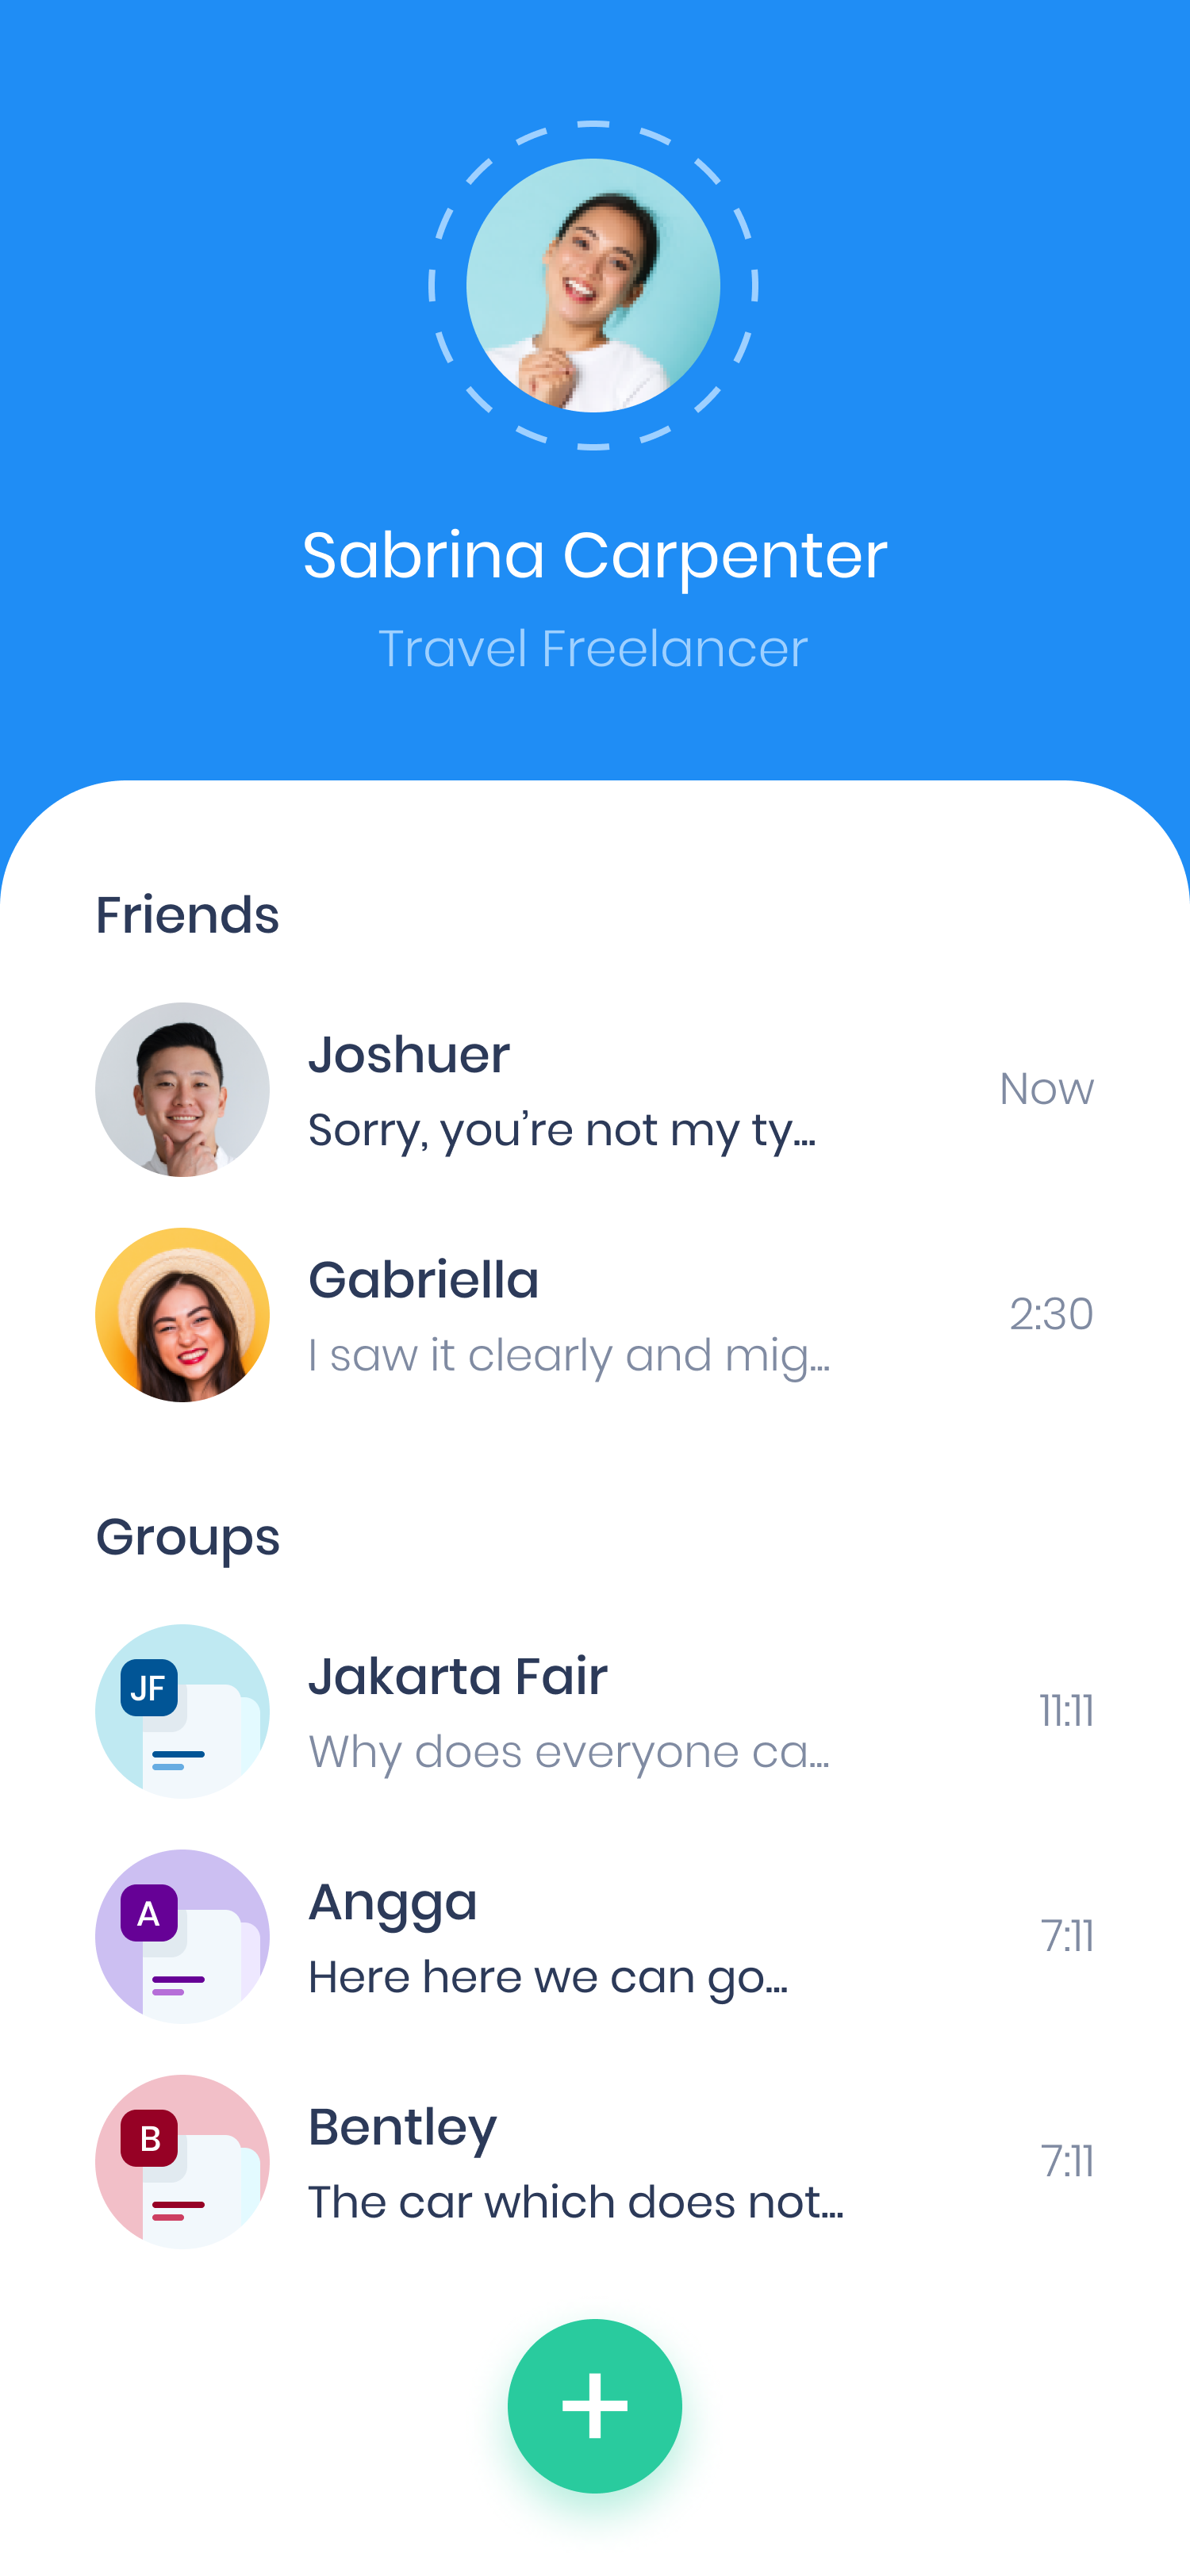 Sabrina Carpenter
Travel Freelancer
Friends
Joshuer
Now
Sorry, you’re not my ty...
Gabriella
2:30
I saw it clearly and mig...
Groups
JF
Jakarta Fair
11:11
Why does everyone ca...
A
Angga
7:11
Here here we can go...
B
Bentley
7:11
The car which does not...
+